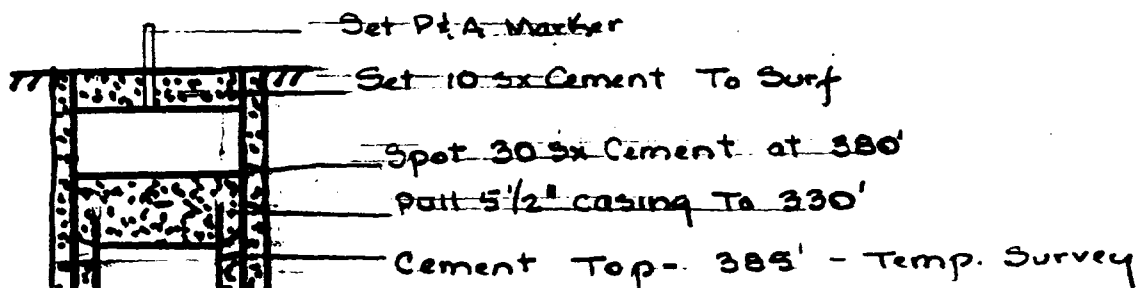 Set P&A Marker
Set 10 sx Cement To Surf
Spot 30 sx Cement at 380'
Pull 5 1/2" casing To 330'
Cement Top - 385' - Temp. Survey